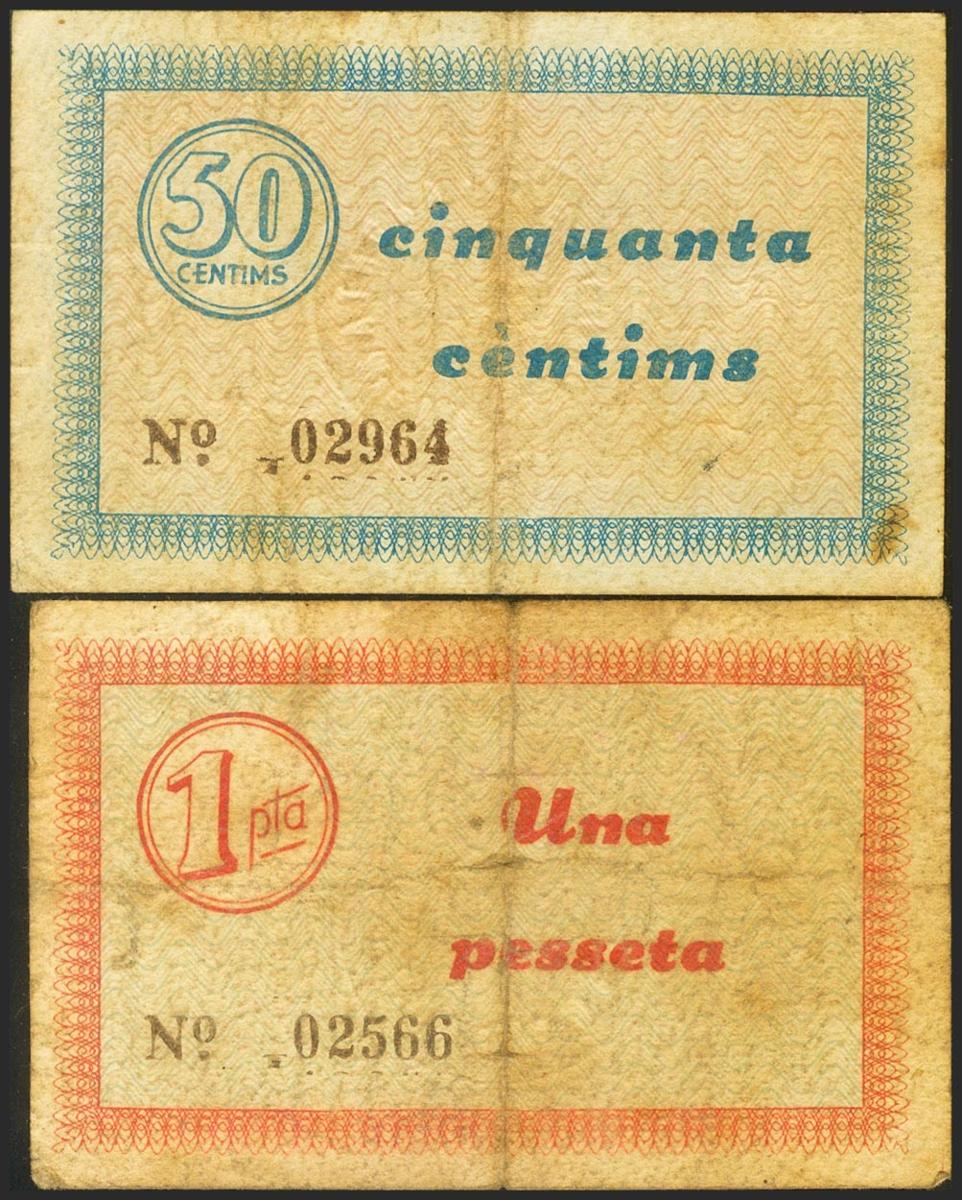 50
CENTIMS
cinquanta
cèntims
Nº 02964
1 pta
Una
pesseta
Nº 02566